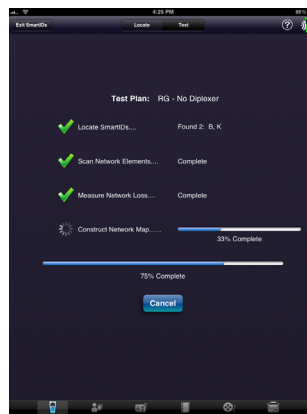 4:25 PM
Exit SmartIDs
Locate
Test
?
Test Plan: RG - No Diplexer
Locate SmartIDs.... Found 2: B, K
Scan Network Elements.... Complete
Measure Network Loss.... Complete
Construct Network Map......
33% Complete
75% Complete
Cancel